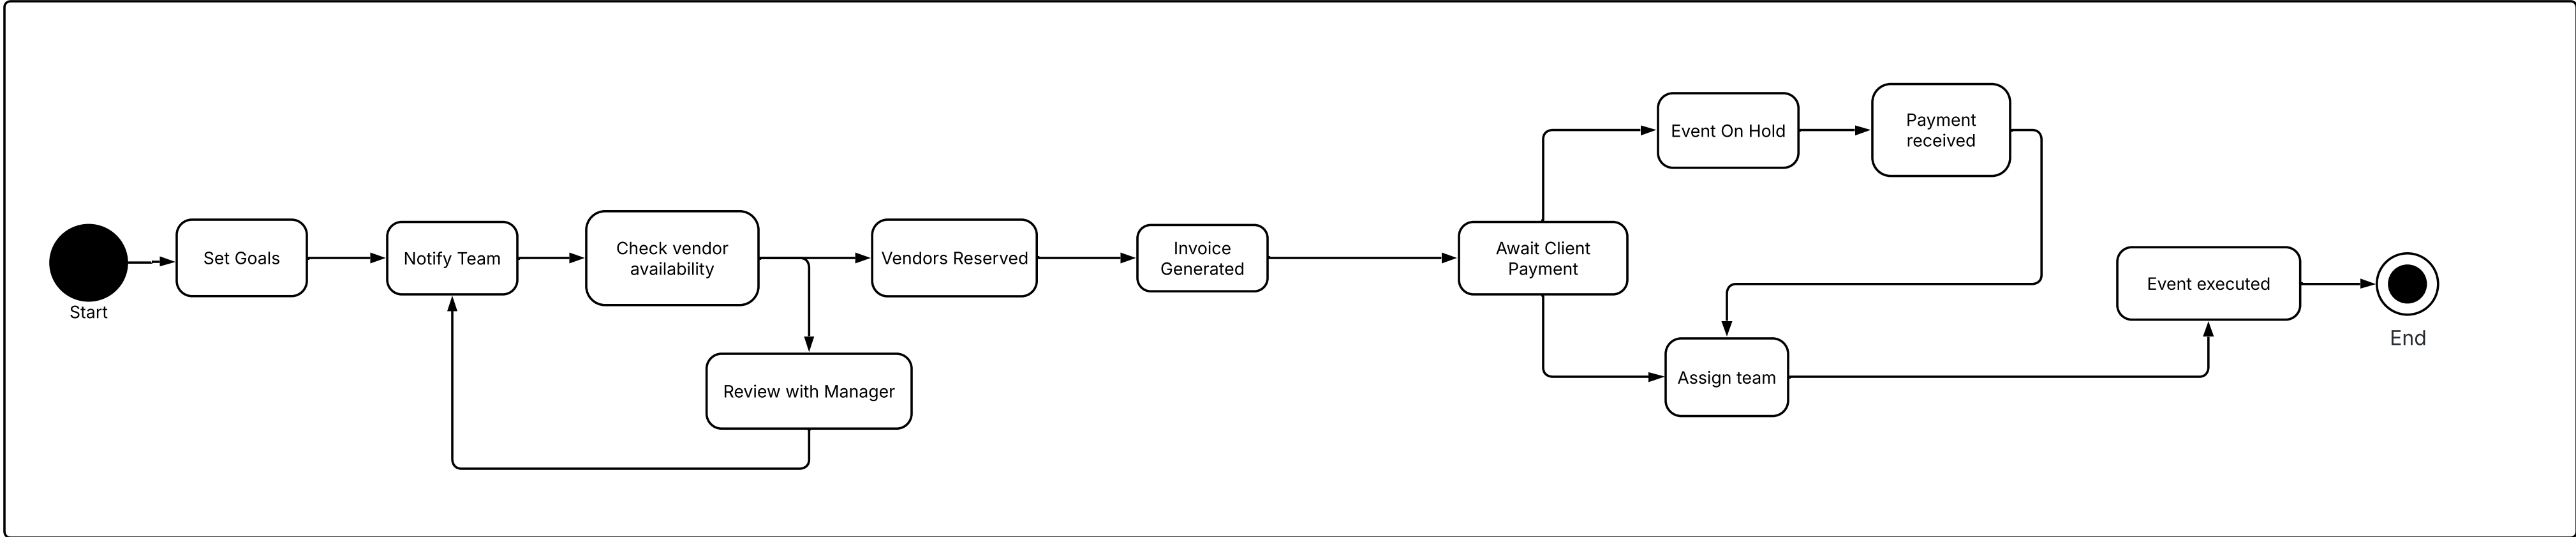 Start
Set Goals
Notify Team
Check vendor
availability
Review with Manager
Vendors Reserved
Invoice
Generated
Await Client
Payment
Event On Hold
Payment
received
Assign team
Event executed
End